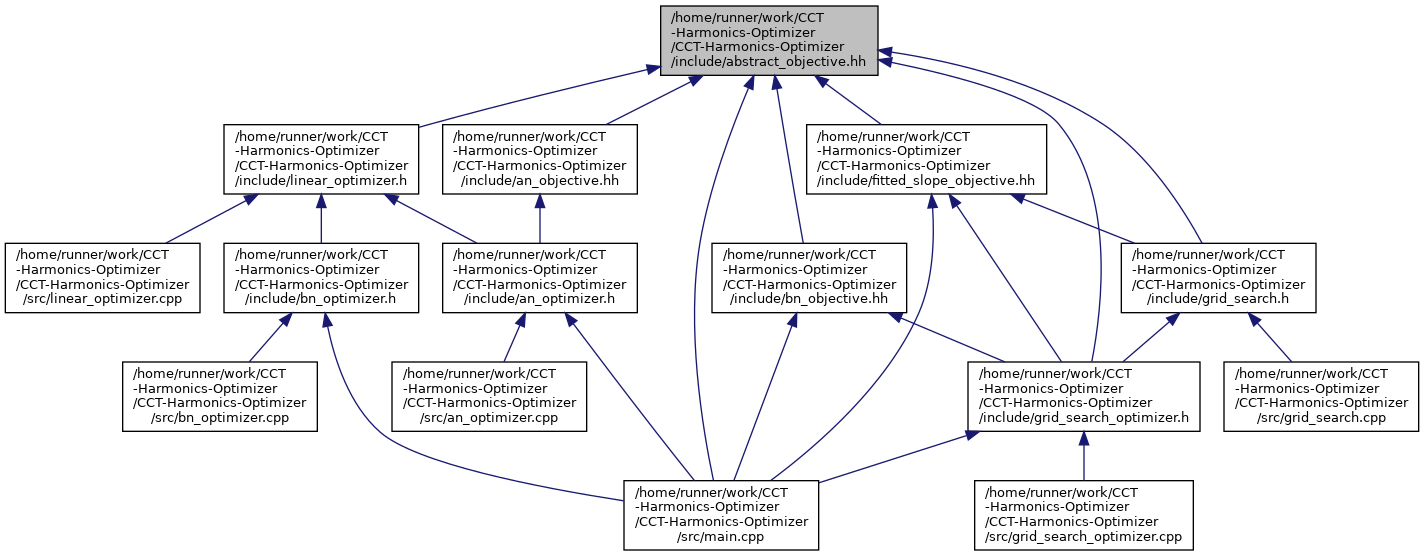 /home/runner/work/CCT
-Harmonics-Optimizer
/CCT-Harmonics-Optimizer
/include/abstract_objective.hh
/home/runner/work/CCT
-Harmonics-Optimizer
/CCT-Harmonics-Optimizer
/include/linear_optimizer.h
/home/runner/work/CCT
-Harmonics-Optimizer
/CCT-Harmonics-Optimizer
/include/an_objective.hh
/home/runner/work/CCT
-Harmonics-Optimizer
/CCT-Harmonics-Optimizer
/include/fitted_slope_objective.hh
/home/runner/work/CCT
-Harmonics-Optimizer
/CCT-Harmonics-Optimizer
/src/linear_optimizer.cpp
/home/runner/work/CCT
-Harmonics-Optimizer
/CCT-Harmonics-Optimizer
/include/bn_optimizer.h
/home/runner/work/CCT
-Harmonics-Optimizer
/CCT-Harmonics-Optimizer
/include/an_optimizer.h
/home/runner/work/CCT
-Harmonics-Optimizer
/CCT-Harmonics-Optimizer
/include/bn_objective.hh
/home/runner/work/CCT
-Harmonics-Optimizer
/CCT-Harmonics-Optimizer
/include/grid_search.h
/home/runner/work/CCT
-Harmonics-Optimizer
/CCT-Harmonics-Optimizer
/src/bn_optimizer.cpp
/home/runner/work/CCT
-Harmonics-Optimizer
/CCT-Harmonics-Optimizer
/src/an_optimizer.cpp
/home/runner/work/CCT
-Harmonics-Optimizer
/CCT-Harmonics-Optimizer
/include/grid_search_optimizer.h
/home/runner/work/CCT
-Harmonics-Optimizer
/CCT-Harmonics-Optimizer
/src/grid_search.cpp
/home/runner/work/CCT
-Harmonics-Optimizer
/CCT-Harmonics-Optimizer
/src/main.cpp
/home/runner/work/CCT
-Harmonics-Optimizer
/CCT-Harmonics-Optimizer
/src/grid_search_optimizer.cpp